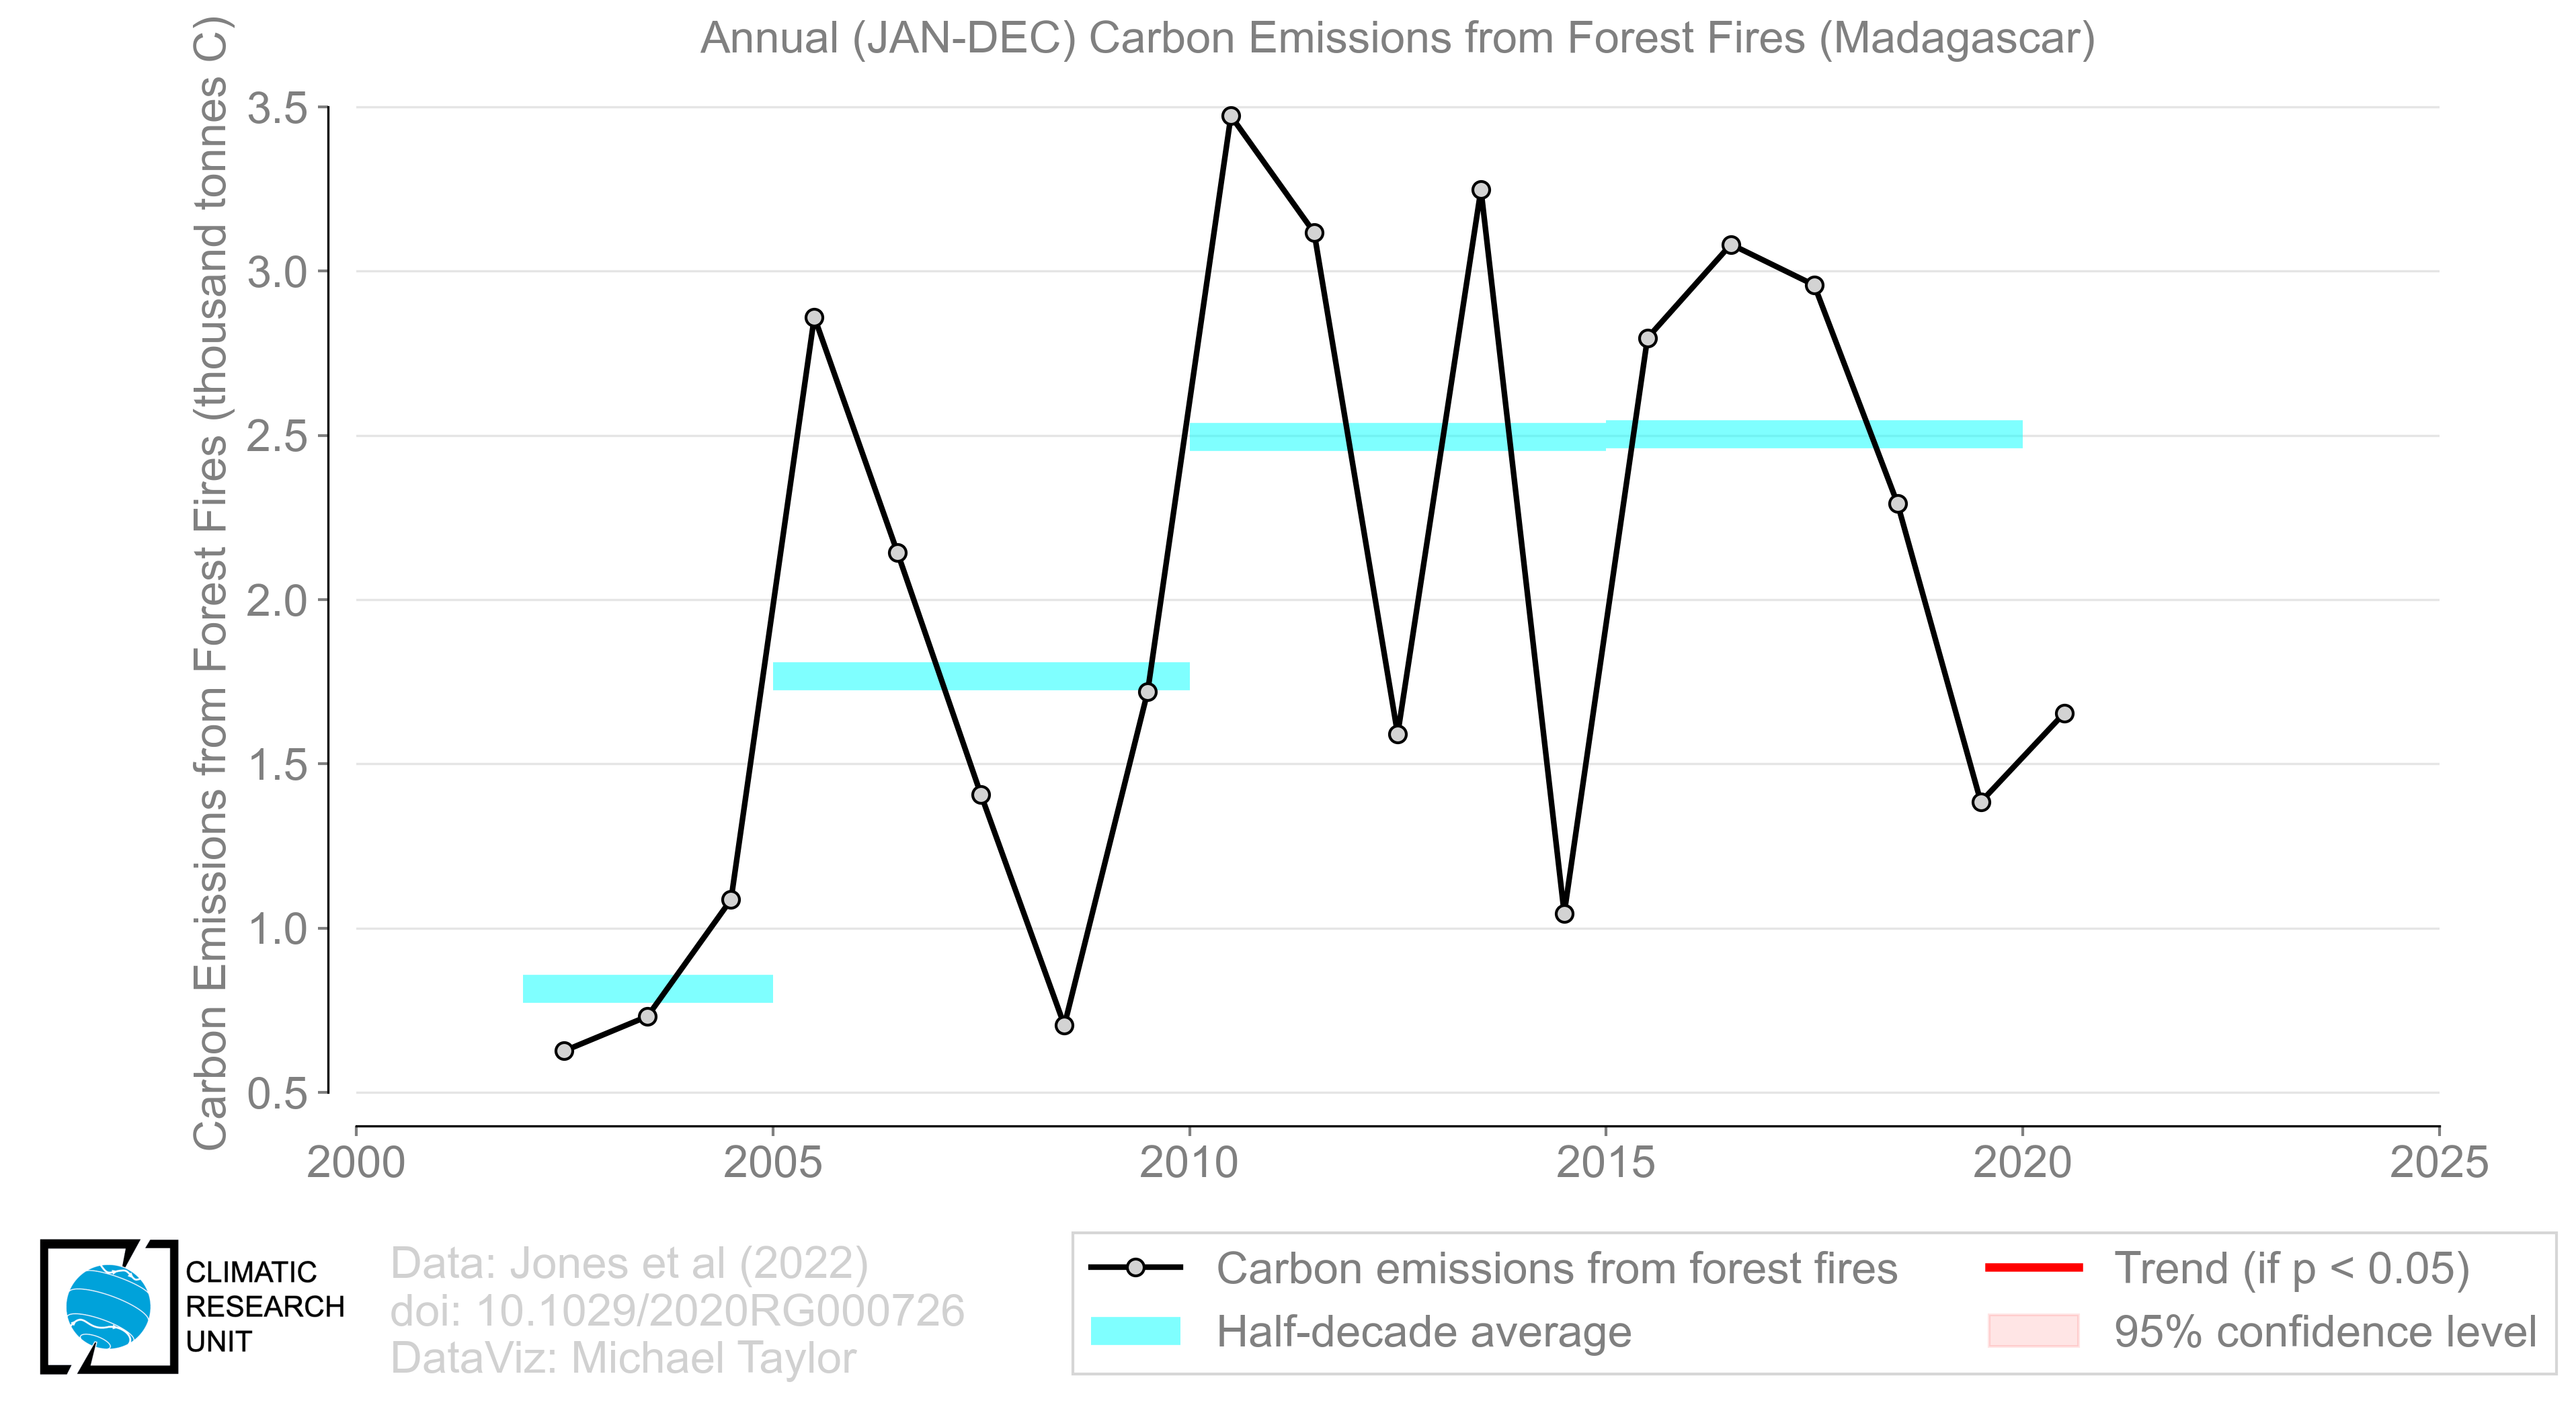 Annual (JAN-DEC) Carbon Emissions from Forest Fires (Madagascar)
Carbon Emissions from Forest Fires (thousand tonnes C)
3.5
3.0
2.5
2.0
1.5
1.0
0.5
2000 2005 2010 2015 2020 2025
CLIMATIC
RESEARCH
UNIT
Data: Jones et al (2022)
doi: 10.1029/2020RG000726
DataViz: Michael Taylor
Carbon emissions from forest fires
Half-decade average
Trend (if p < 0.05)
95% confidence level